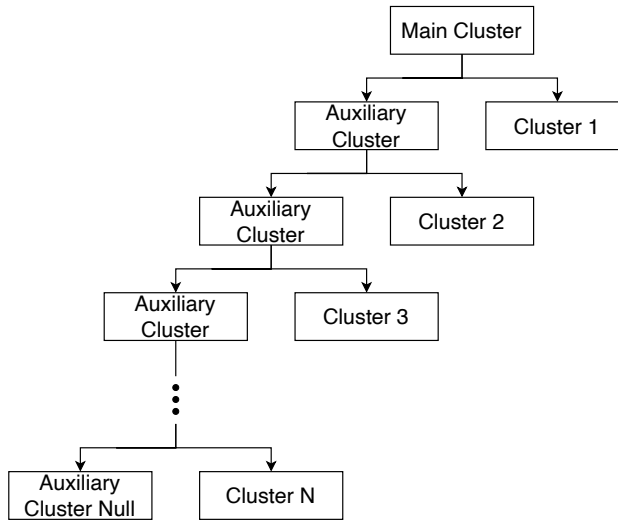 Main Cluster
Auxiliary
Cluster
Cluster 1
Auxiliary
Cluster
Cluster 2
Auxiliary
Cluster
Cluster 3
Auxiliary
Cluster Null
Cluster N